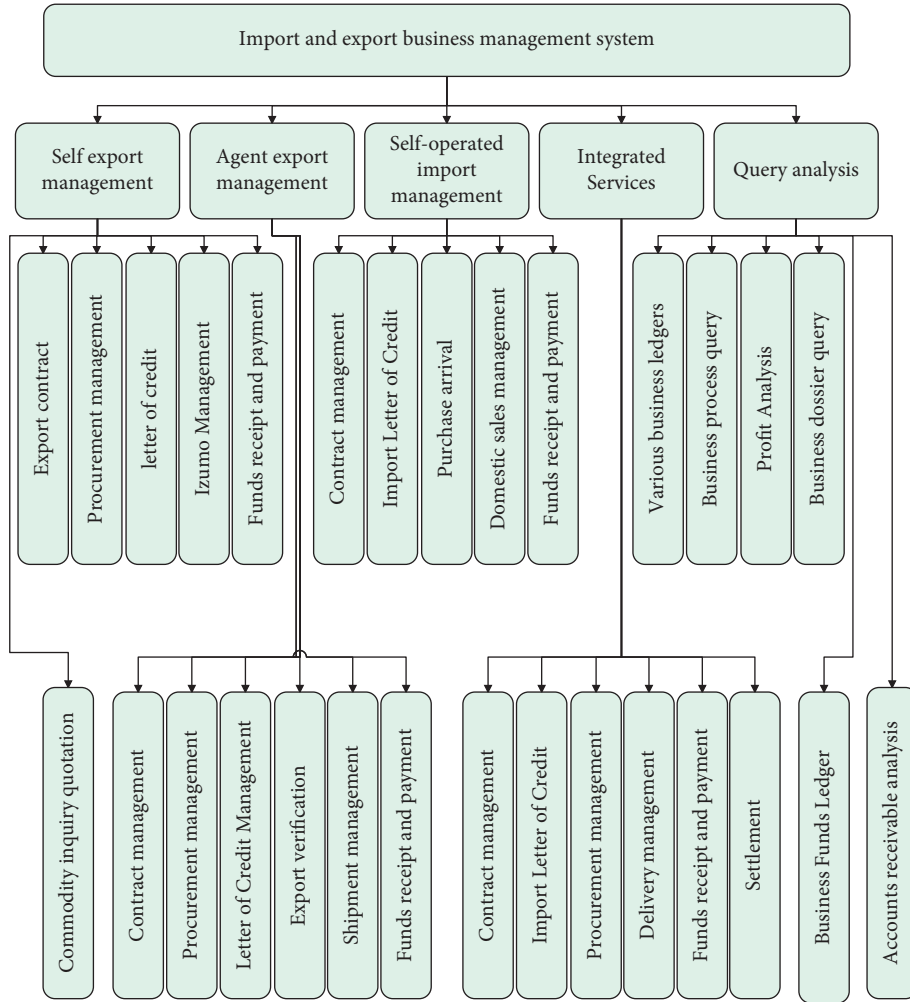 Import and export business management system
Self export
management
Agent export
management
Self-operated
import
management
Integrated
Services
Query analysis
Export contract
Procurement management
letter of credit
Izumo Management
Funds receipt and payment
Contract management
Import Letter of Credit
Purchase arrival
Domestic sales management
Funds receipt and payment
Various business ledgers
Business process query
Profit Analysis
Business dossier query
Commodity inquiry quotation
Contract management
Procurement management
Letter of Credit Management
Export verification
Shipment management
Funds receipt and payment
Contract management
Import Letter of Credit
Procurement management
Delivery management
Funds receipt and payment
Settlement
Business Funds Ledger
Accounts receivable analysis